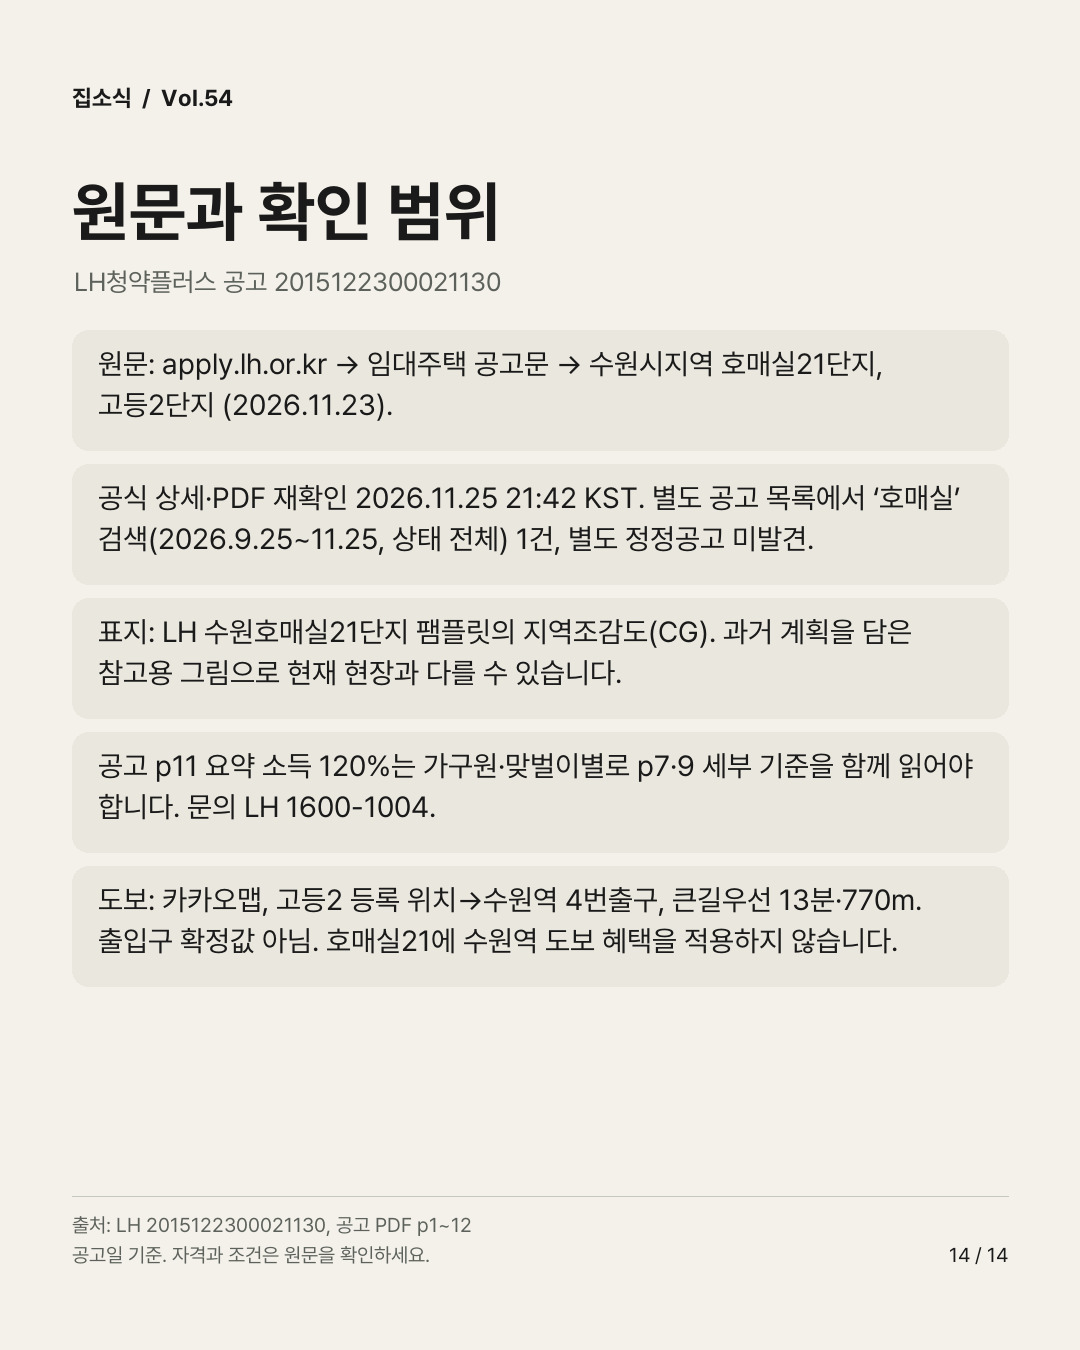 집소식 / Vol.54
원문과 확인 범위
LH청약플러스 공고 2015122300021130
원문: apply.lh.or.kr → 임대주택 공고문 → 수원시지역 호매실21단지,
고등2단지 (2026.11.23).
공식 상세·PDF 재확인 2026.11.25 21:42 KST. 별도 공고 목록에서 ‘호매실’
검색(2026.9.25~11.25, 상태 전체) 1건, 별도 정정공고 미발견.
표지: LH 수원호매실21단지 팸플릿의 지역조감도(CG). 과거 계획을 담은
참고용 그림으로 현재 현장과 다를 수 있습니다.
공고 p11 요약 소득 120%는 가구원·맞벌이별로 p7·9 세부 기준을 함께 읽어야
합니다. 문의 LH 1600-1004.
도보: 카카오맵, 고등2 등록 위치→수원역 4번출구, 큰길우선 13분·770m.
출입구 확정값 아님. 호매실21에 수원역 도보 혜택을 적용하지 않습니다.
출처: LH 2015122300021130, 공고 PDF p1~12
공고일 기준. 자격과 조건은 원문을 확인하세요.
14 / 14